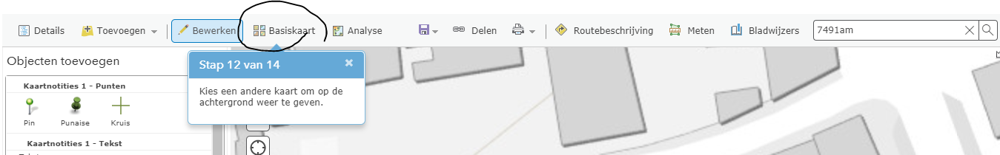 Details Toevoegen Bewerken Basiskaart Analyse Delen Routebeschrijving Meten Bladwijzers 7491am
Objecten toevoegen
Stap 12 van 14
Kies een andere kaart om op de
achtergrond weer te geven.
Kaartnotities 1 - Punten
Pin Punaise Kruis
Kaartnotities 1 - Tekst